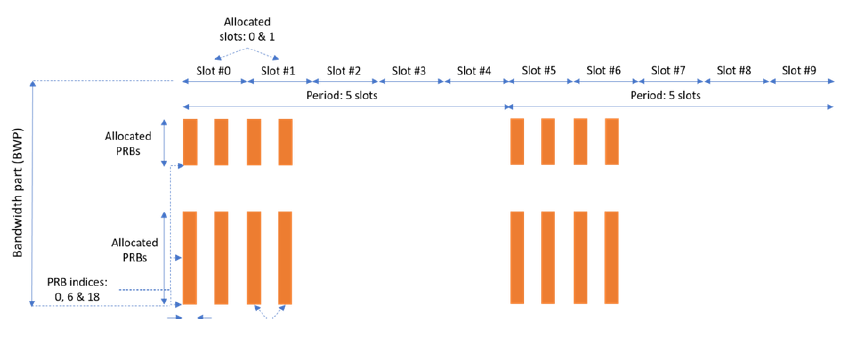 Allocated
slots: 0 & 1
Slot #0 Slot #1 Slot #2 Slot #3 Slot #4 Slot #5 Slot #6 Slot #7 Slot #8 Slot #9
Period: 5 slots Period: 5 slots
Bandwidth part (BWP)
Allocated
PRBs
Allocated
PRBs
PRB indices:
0, 6 & 18